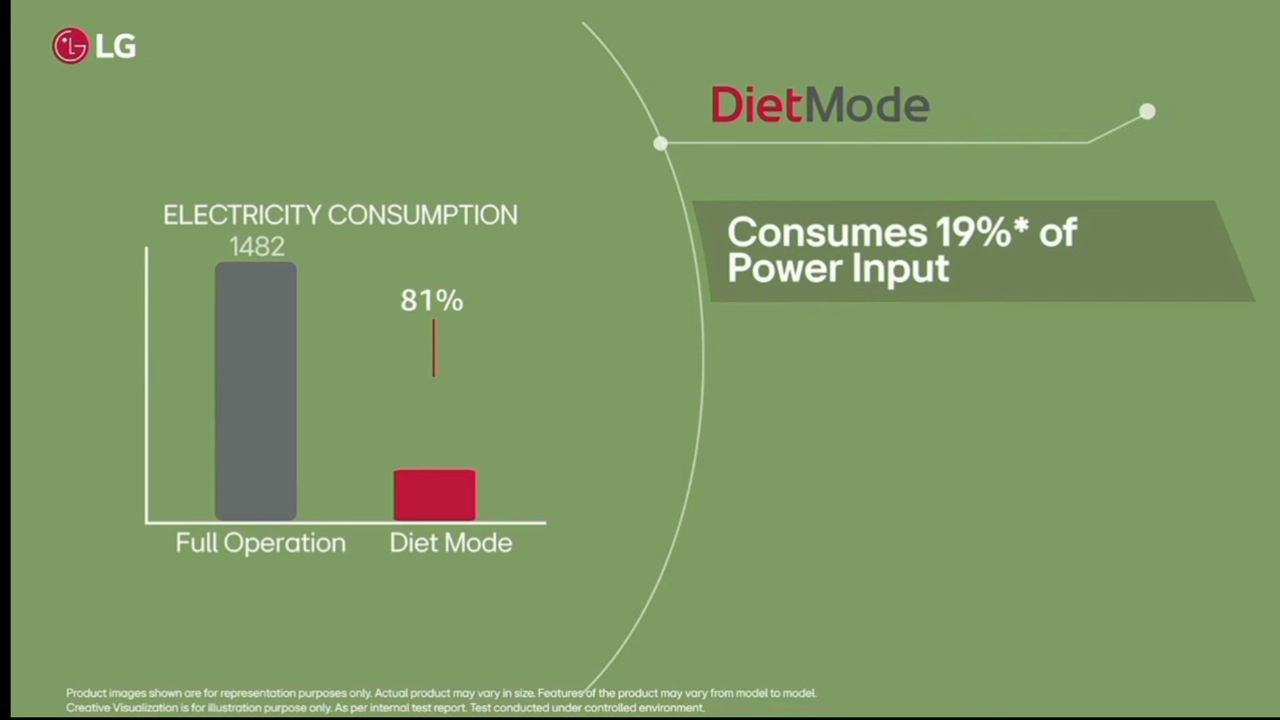 LG
DietMode
ELECTRICITY CONSUMPTION
1482
81%
Full Operation
Diet Mode
Consumes 19%* of
Power Input
Product images shown are for representation purposes only. Actual product may vary in size. Features of the product may vary from model to model.
Creative Visualization is for illustration purpose only. As per internal test report. Test conducted under controlled environment.